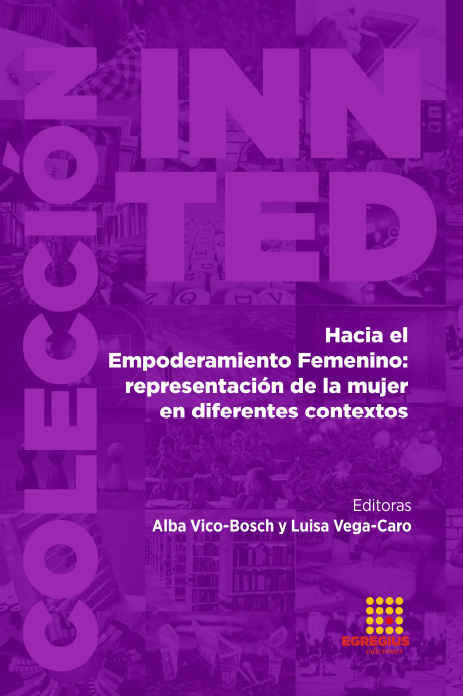 COLECCIÓN
INN
TED
Hacia el
Empoderamiento Femenino:
representación de la mujer
en diferentes contextos
Editoras
Alba Vico-Bosch y Luisa Vega-Caro
EGREGIUS
ediciones